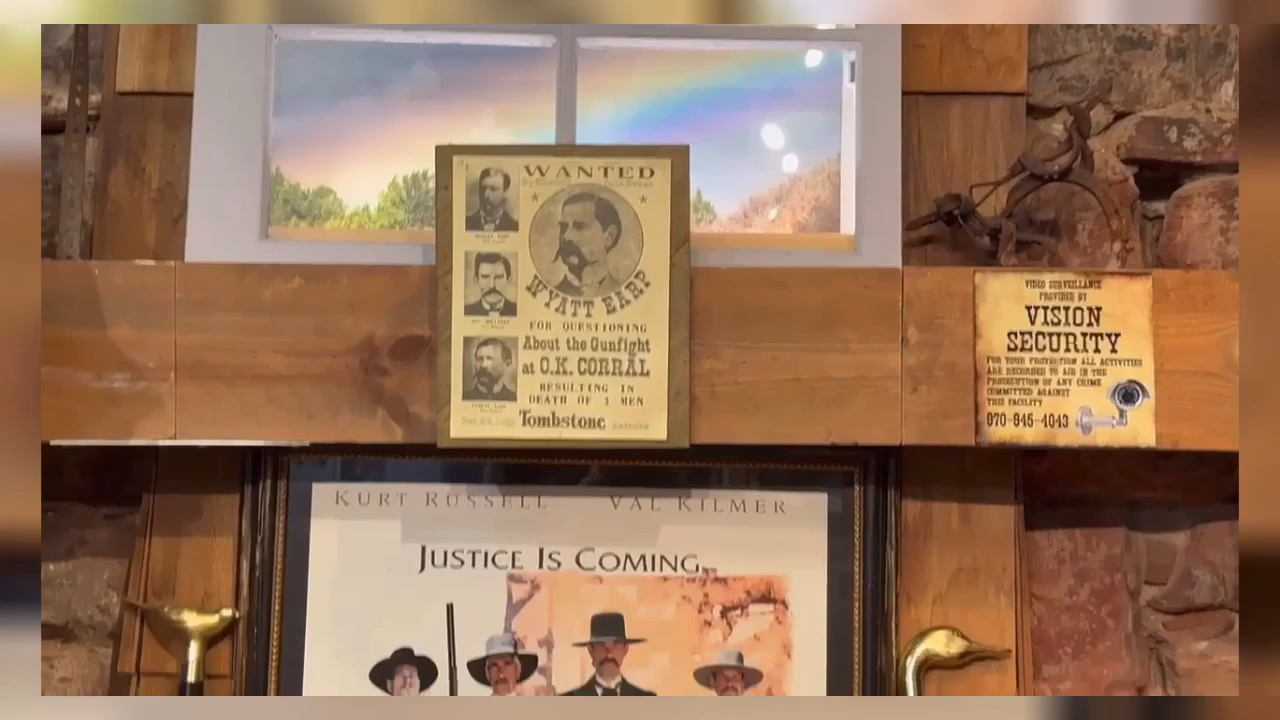 WANTED
WYATT EARP
FOR QUESTIONING
About the Gunfight
at O.K. CORRAL
RESULTING IN
DEATH OF 3 MEN
Tombstone
VIDEO SURVEILLANCE
PROVIDED BY
VISION
SECURITY
FOR YOUR PROTECTION ALL ACTIVITIES
ARE RECORDED TO AID IN THE
PROSECUTION OF ANY CRIME
COMMITTED AGAINST
THIS FACILITY
970-945-4043
KURT RUSSELL VAL KILMER
JUSTICE IS COMING